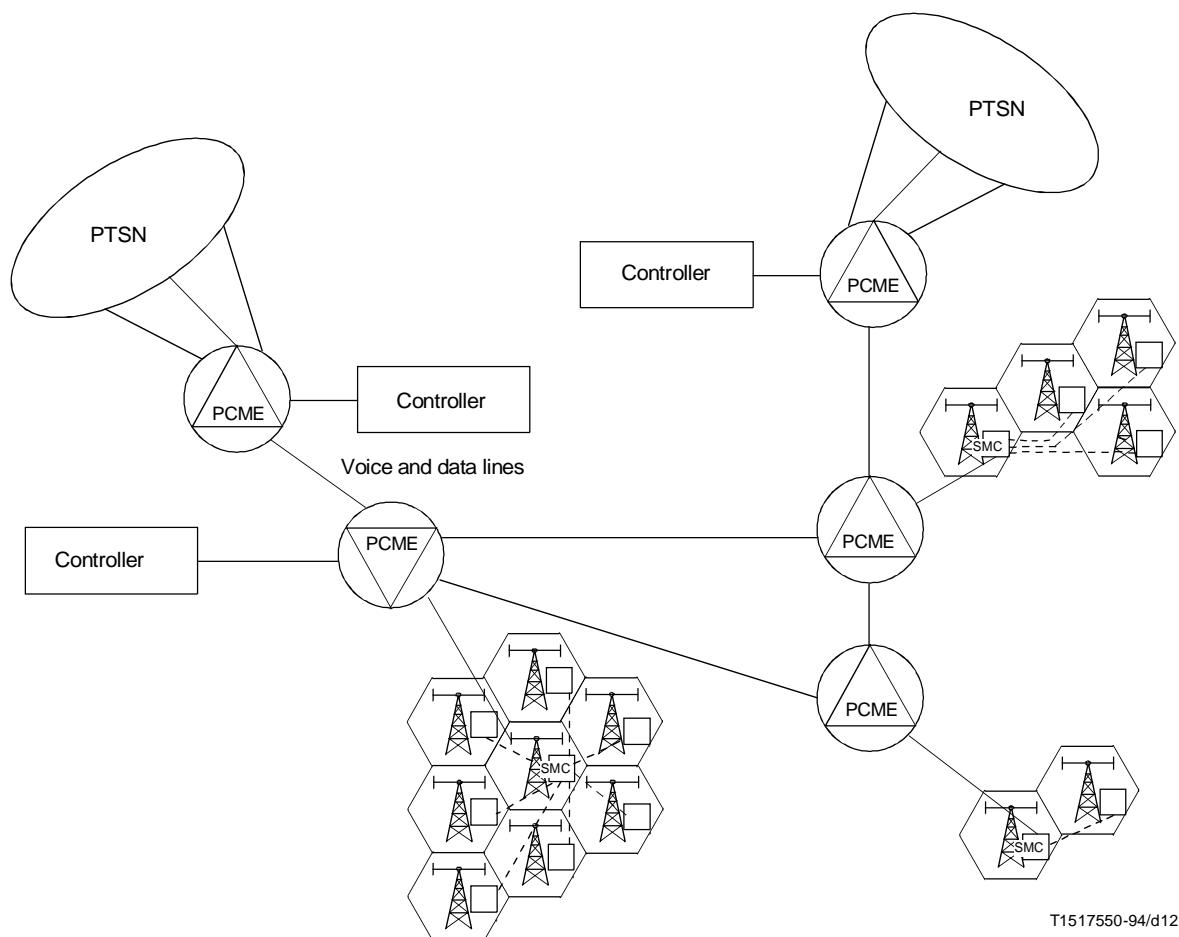 PTSN
PTSN
Controller
PCME
PCME
Controller
SMC
Voice and data lines
PCME
PCME
Controller
PCME
SMC
SMC
T1517550-94/d12